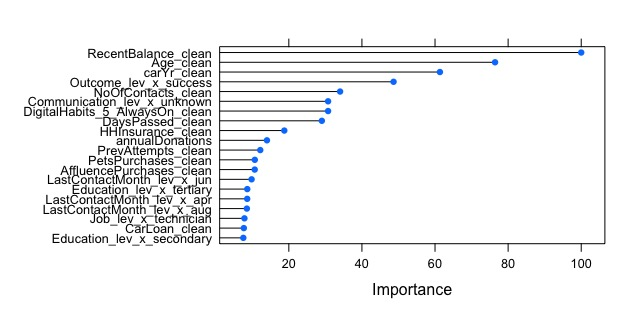 RecentBalance_clean
Age_clean
carYr_clean
Outcome_lev_x_success
NoOfContacts_clean
Communication_lev_x_unknown
DigitalHabits_5_AlwaysOn_clean
DaysPassed_clean
HHInsurance_clean
annualDonations
PrevAttempts_clean
PetsPurchases_clean
AffluencePurchases_clean
LastContactMonth_lev_x_jun
Education_lev_x_tertiary
LastContactMonth_lev_x_apr
LastContactMonth_lev_x_aug
Job_lev_x_technician
CarLoan_clean
Education_lev_x_secondary
20 40 60 80 100
Importance